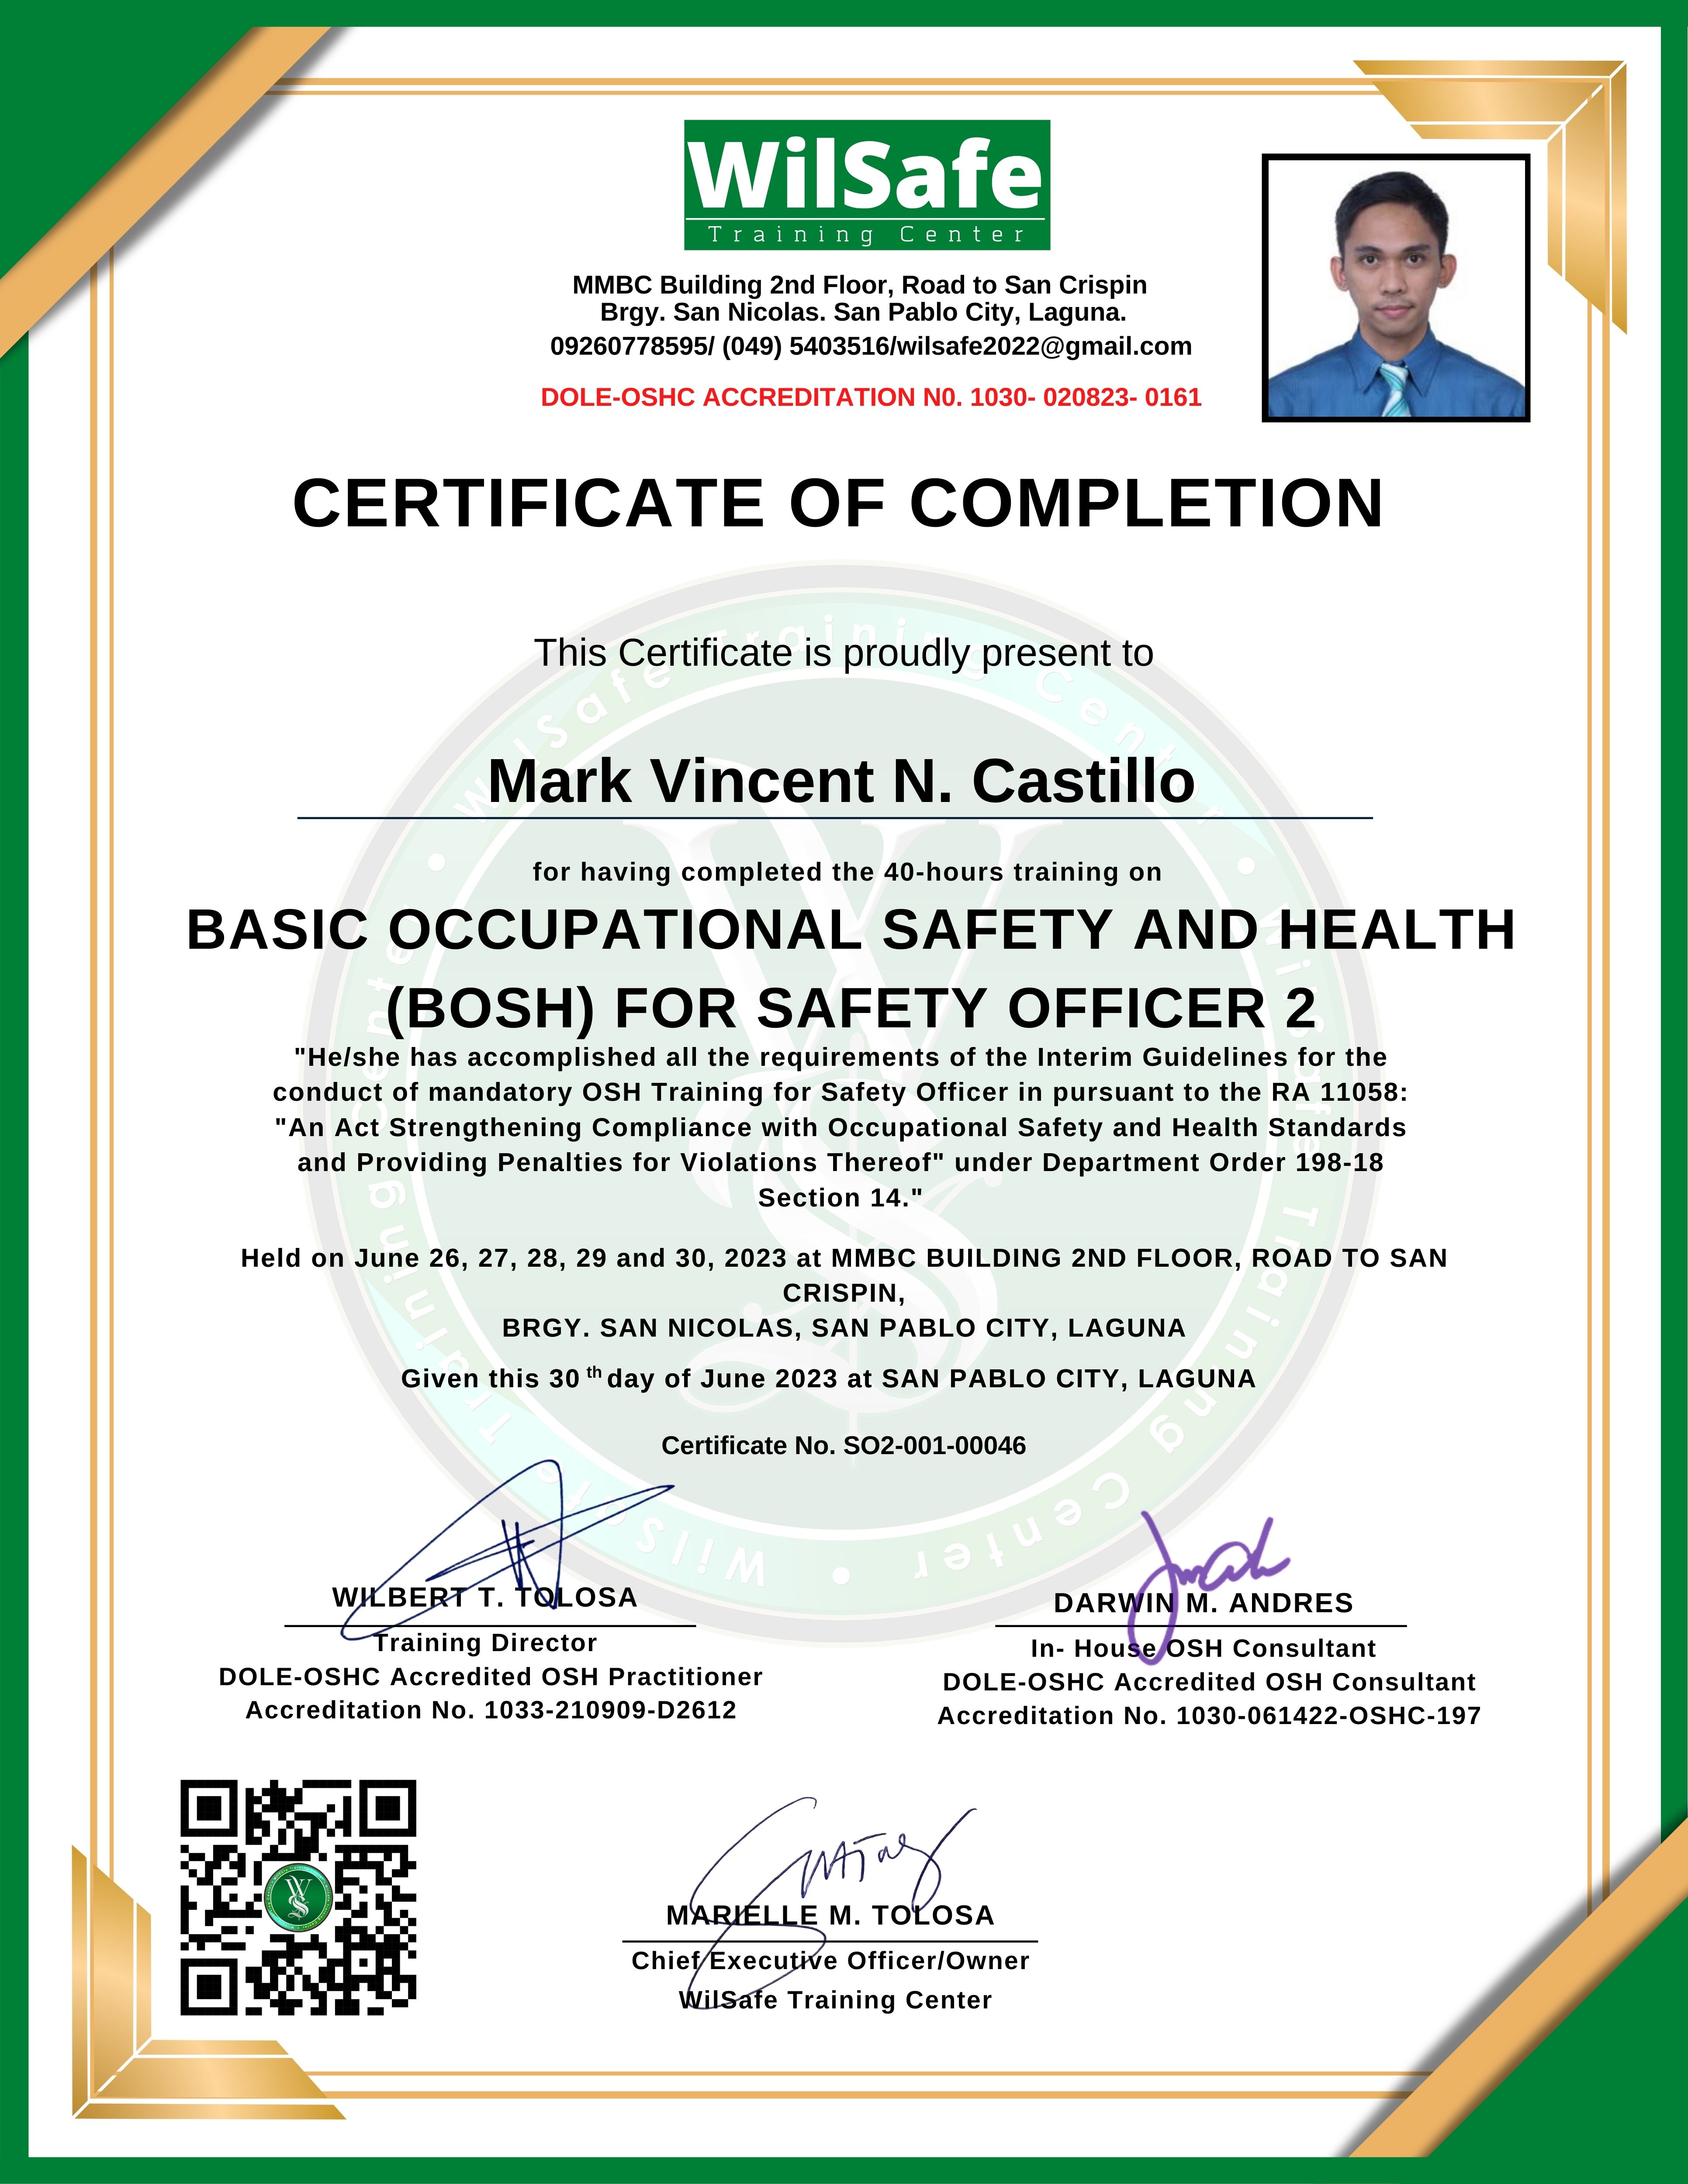 WilSafe
Training Center
MMBC Building 2nd Floor, Road to San Crispin
Brgy. San Nicolas. San Pablo City, Laguna.
09260778595/ (049) 5403516/wilsafe2022@gmail.com
DOLE-OSHC ACCREDITATION N0. 1030- 020823- 0161
CERTIFICATE OF COMPLETION
This Certificate is proudly present to
Mark Vincent N. Castillo
for having completed the 40-hours training on
BASIC OCCUPATIONAL SAFETY AND HEALTH
(BOSH) FOR SAFETY OFFICER 2
"He/she has accomplished all the requirements of the Interim Guidelines for the
conduct of mandatory OSH Training for Safety Officer in pursuant to the RA 11058:
"An Act Strengthening Compliance with Occupational Safety and Health Standards
and Providing Penalties for Violations Thereof" under Department Order 198-18
Section 14."
Held on June 26, 27, 28, 29 and 30, 2023 at MMBC BUILDING 2ND FLOOR, ROAD TO SAN
CRISPIN,
BRGY. SAN NICOLAS, SAN PABLO CITY, LAGUNA
Given this 30 th day of June 2023 at SAN PABLO CITY, LAGUNA
Certificate No. SO2-001-00046
WilSafe Training Center • WilSafe Training Center • WilSafe Training Center •
WILBERT T. TOLOSA
Training Director
DOLE-OSHC Accredited OSH Practitioner
Accreditation No. 1033-210909-D2612
DARWIN M. ANDRES
In- House OSH Consultant
DOLE-OSHC Accredited OSH Consultant
Accreditation No. 1030-061422-OSHC-197
MARIELLE M. TOLOSA
Chief Executive Officer/Owner
WilSafe Training Center